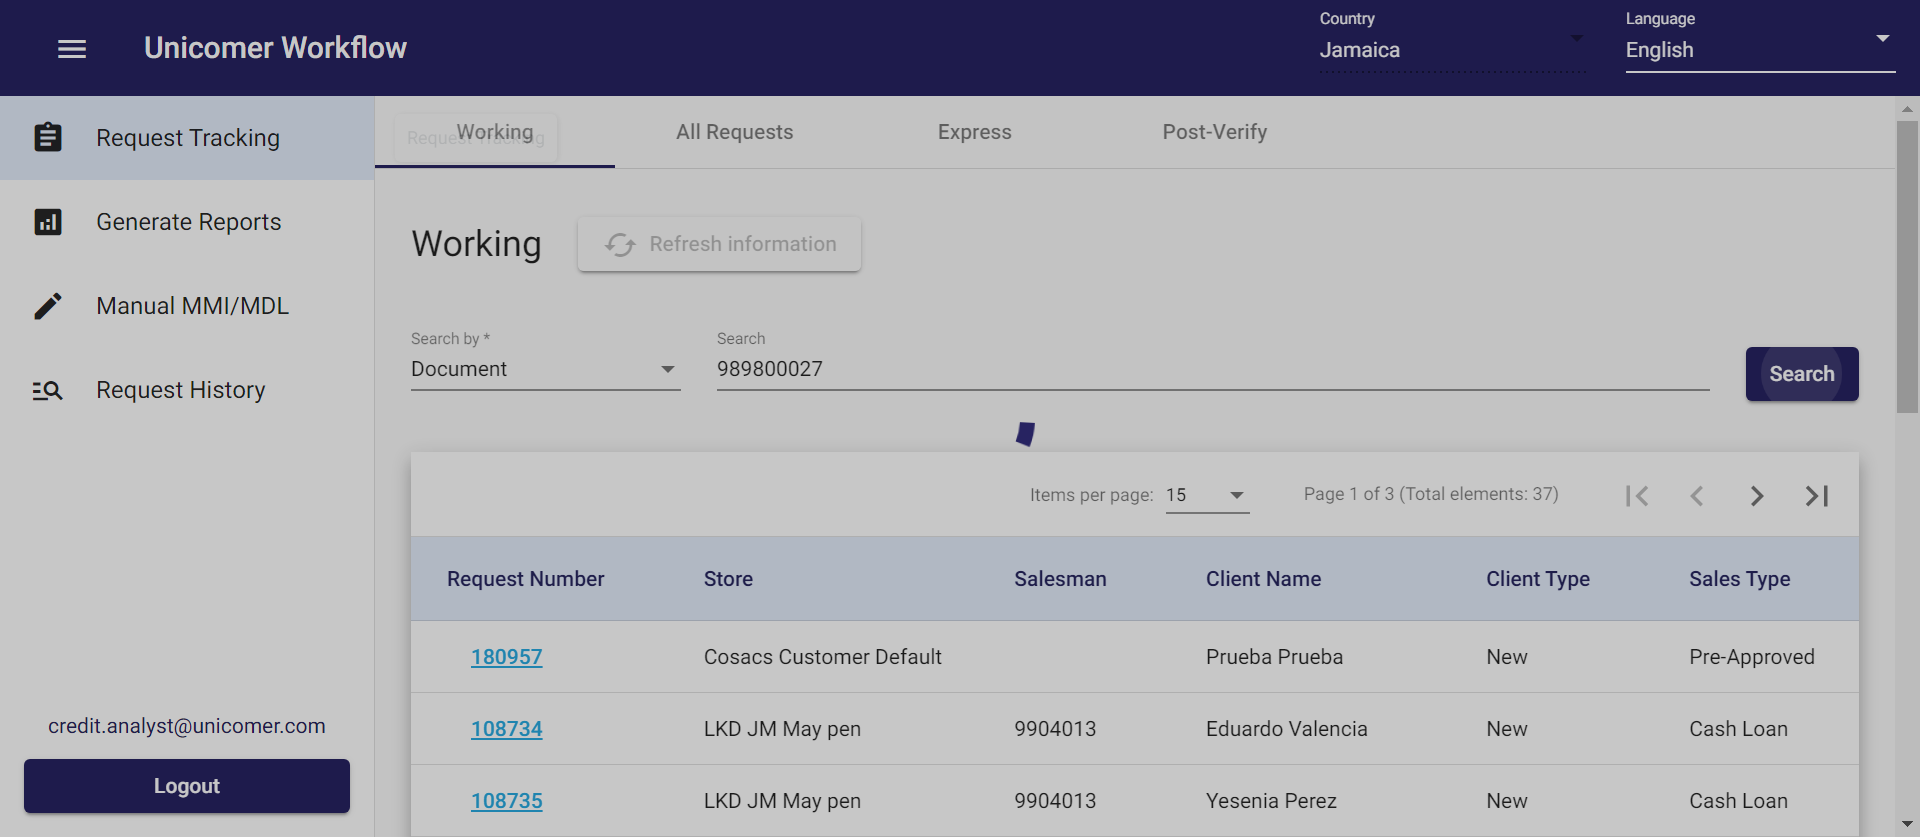 Unicomer Workflow
Country
Jamaica
Language
English
Request Tracking
Generate Reports
Manual MMI/MDL
Request History
credit.analyst@unicomer.com
Logout
Working
Request Tracking
All Requests
Express
Post-Verify
Working
Refresh information
Search by *
Document
Search
989800027
Search
Items per page: 15
Page 1 of 3 (Total elements: 37)
Request Number Store Salesman Client Name Client Type Sales Type
180957 Cosacs Customer Default Prueba Prueba New Pre-Approved
108734 LKD JM May pen 9904013 Eduardo Valencia New Cash Loan
108735 LKD JM May pen 9904013 Yesenia Perez New Cash Loan